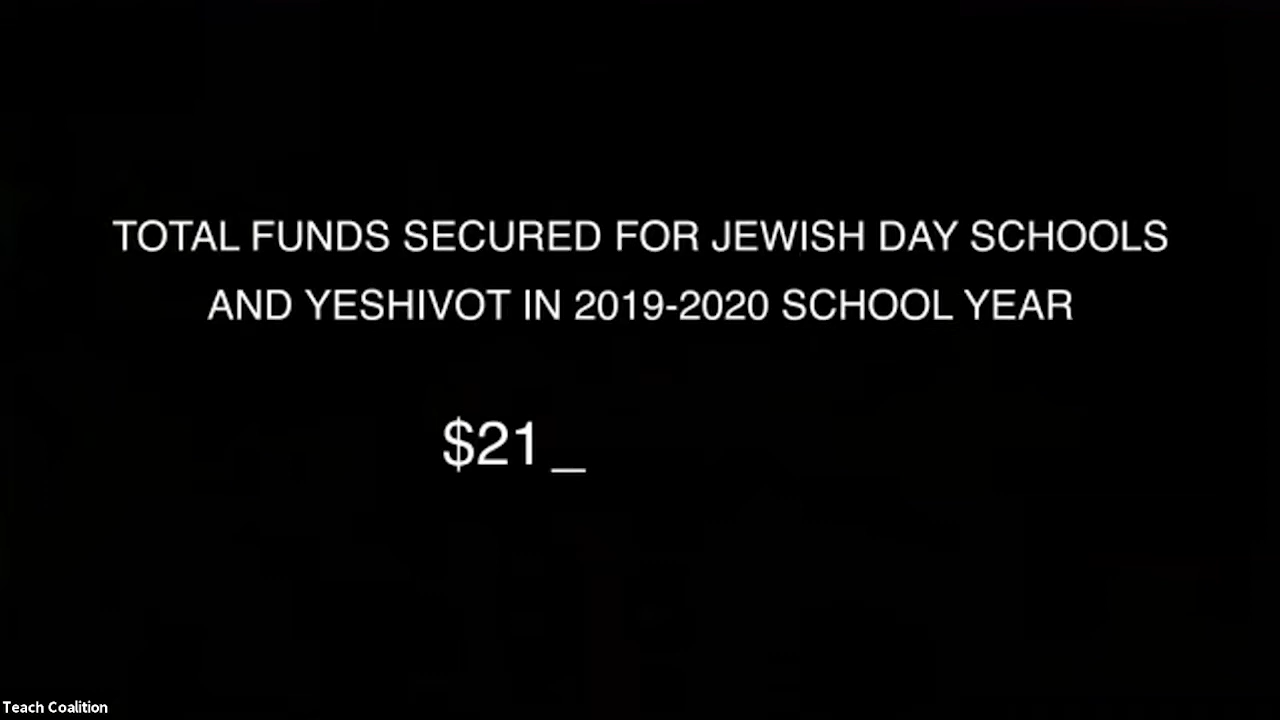 TOTAL FUNDS SECURED FOR JEWISH DAY SCHOOLS
AND YESHIVOT IN 2019-2020 SCHOOL YEAR
$21_
Teach Coalition